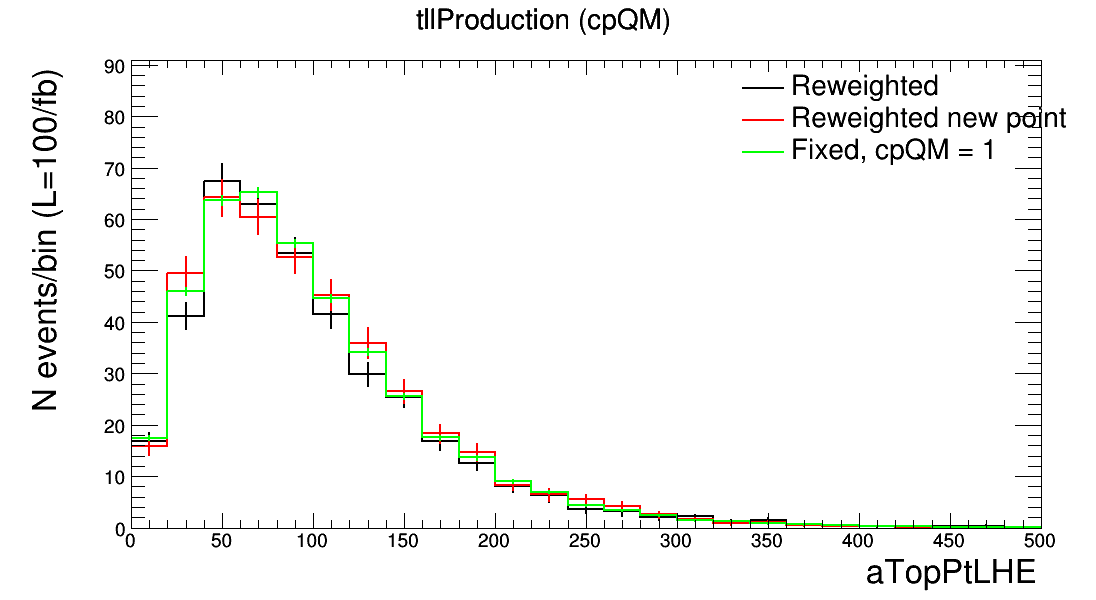 tllProduction (cpQM)
N events/bin (L=100/fb)
90
80
70
60
50
40
30
20
10
0
Reweighted
Reweighted new point
Fixed, cpQM = 1
0 50 100 150 200 250 300 350 400 450 500
aTopPtLHE